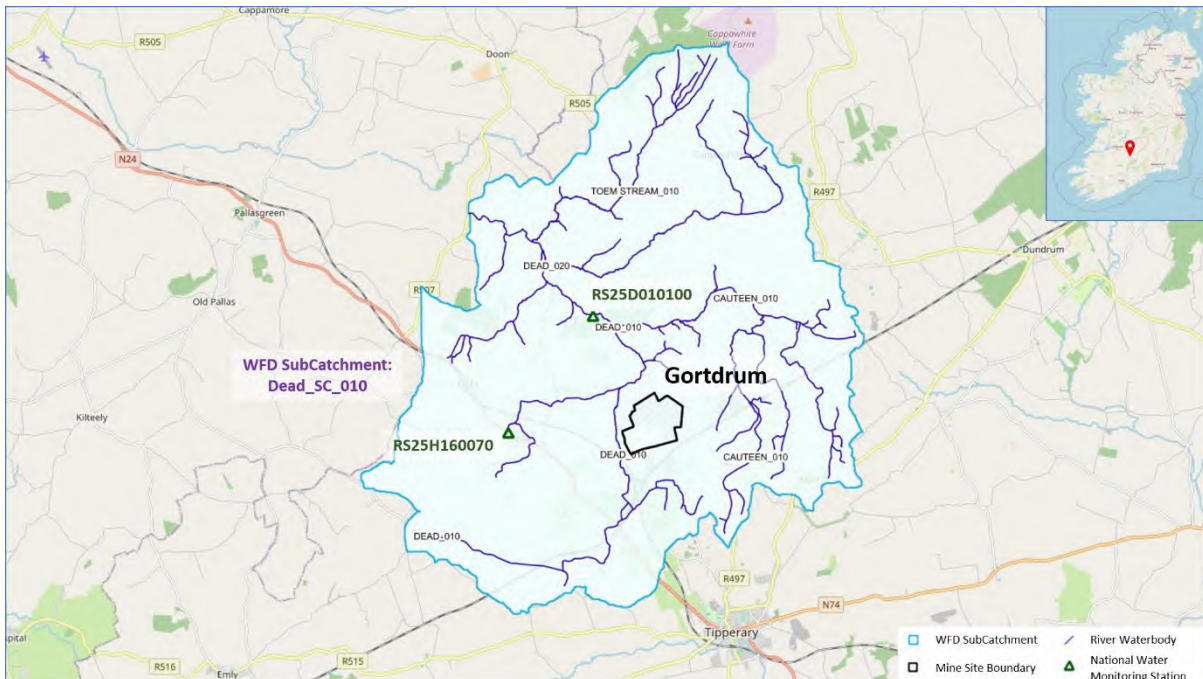 Cappamore
R505
Doon
Cappawhite
Wind Farm
R505
N24
TOEM STREAM_010
R497
Pallasgreen
Dundrum
DEAD_020
Old Pallas
R507
RS25D010100
CAUTEEN_010
DEAD_010
WFD SubCatchment:
Dead_SC_010
Gortdrum
Kilteely
RS25H160070
DEAD_010
CAUTEEN_010
DEAD_010
R497
N74
Tipperary
R516
Emly
R515
WFD SubCatchment
River Waterbody
Mine Site Boundary
National Water
Monitoring Station